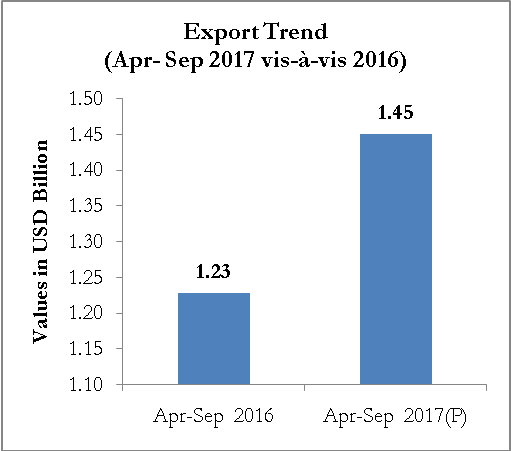 Export Trend
(Apr- Sep 2017 vis-à-vis 2016)
Values in USD Billion
1.50
1.45
1.40
1.35
1.30
1.25
1.20
1.15
1.10
1.23
1.45
Apr-Sep 2016
Apr-Sep 2017(P)